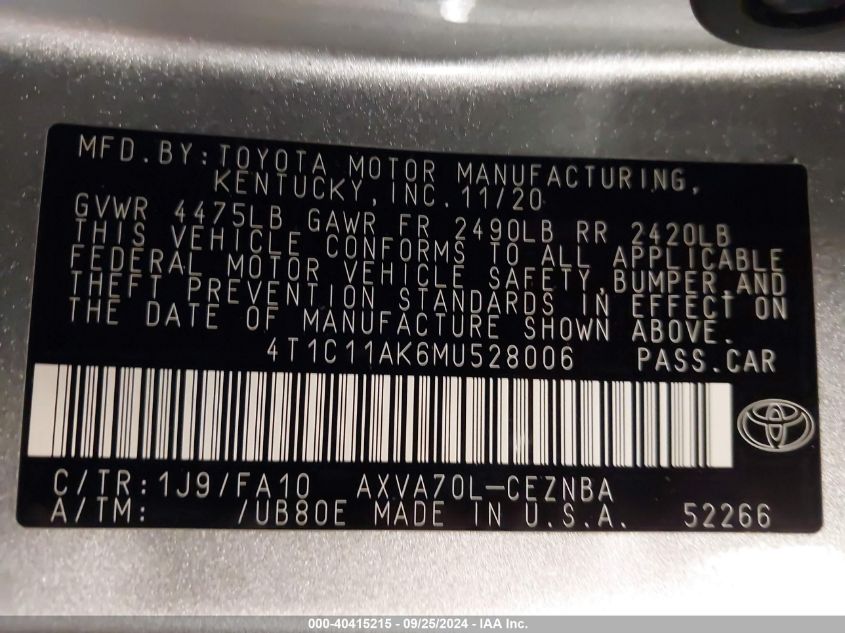 MFD.BY:TOYOTA MOTOR MANUFACTURING,
KENTUCKY,INC.11/20
GVWR 4475LB GAWR FR 2490LB RR 2420LB
THIS VEHICLE CONFORMS TO ALL APPLICABLE
FEDERAL MOTOR VEHICLE SAFETY,BUMPER,AND
THEFT PREVENTION STANDARDS IN EFFECT ON
THE DATE OF MANUFACTURE SHOWN ABOVE.
4T1C11AK6MU528006 PASS.CAR
C/TR:1J9/FA10 AXVA70L-CEZNBA
A/TM: /UB80E MADE IN U.S.A. 52266
000-40415215 - 09/25/2024 - IAA Inc.